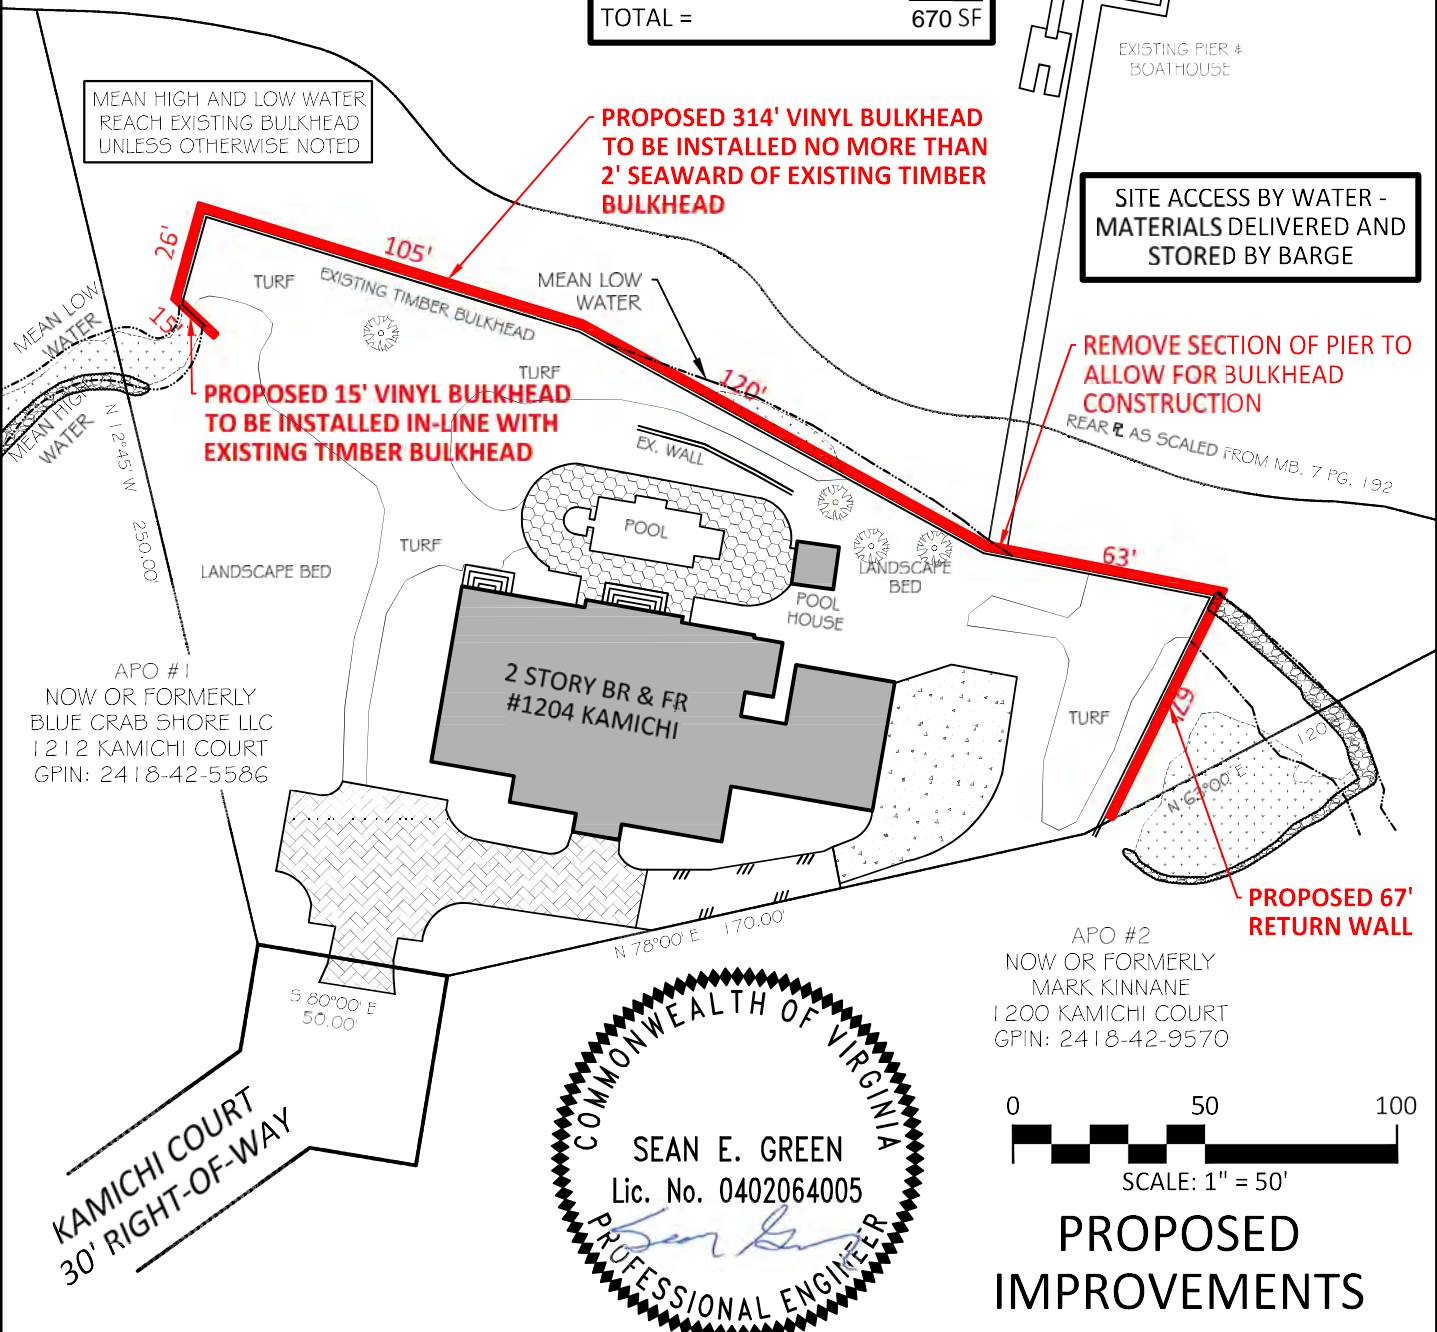 TOTAL =
670 SF
EXISTING PIER &
BOATHOUSE
MEAN HIGH AND LOW WATER
REACH EXISTING BULKHEAD
UNLESS OTHERWISE NOTED
PROPOSED 314' VINYL BULKHEAD
TO BE INSTALLED NO MORE THAN
2' SEAWARD OF EXISTING TIMBER
BULKHEAD
SITE ACCESS BY WATER -
MATERIALS DELIVERED AND
STORED BY BARGE
26'
105'
TURF
EXISTING TIMBER BULKHEAD
MEAN LOW
WATER
15'
MEAN LOW
WATER
TURF
120'
REMOVE SECTION OF PIER TO
ALLOW FOR BULKHEAD
CONSTRUCTION
PROPOSED 15' VINYL BULKHEAD
TO BE INSTALLED IN-LINE WITH
EXISTING TIMBER BULKHEAD
MEAN HIGH
WATER
N 12°45' W
250.00'
REAR PL AS SCALED FROM MB. 7 PG. 192
EX. WALL
POOL
TURF
LANDSCAPE BED
63'
LANDSCAPE
BED
POOL
HOUSE
2 STORY BR & FR
#1204 KAMICHI
APO #1
NOW OR FORMERLY
BLUE CRAB SHORE LLC
1212 KAMICHI COURT
GPIN: 2418-42-5586
TURF
67'
N 63°00' E
120
PROPOSED 67'
RETURN WALL
N 78°00' E 170.00'
APO #2
NOW OR FORMERLY
MARK KINNANE
1200 KAMICHI COURT
GPIN: 2418-42-9570
S 80°00' E
50.00'
KAMICHI COURT
30' RIGHT-OF-WAY
COMMONWEALTH OF VIRGINIA
SEAN E. GREEN
Lic. No. 0402064005
Sean Green
PROFESSIONAL ENGINEER
0 50 100
SCALE: 1" = 50'
PROPOSED
IMPROVEMENTS